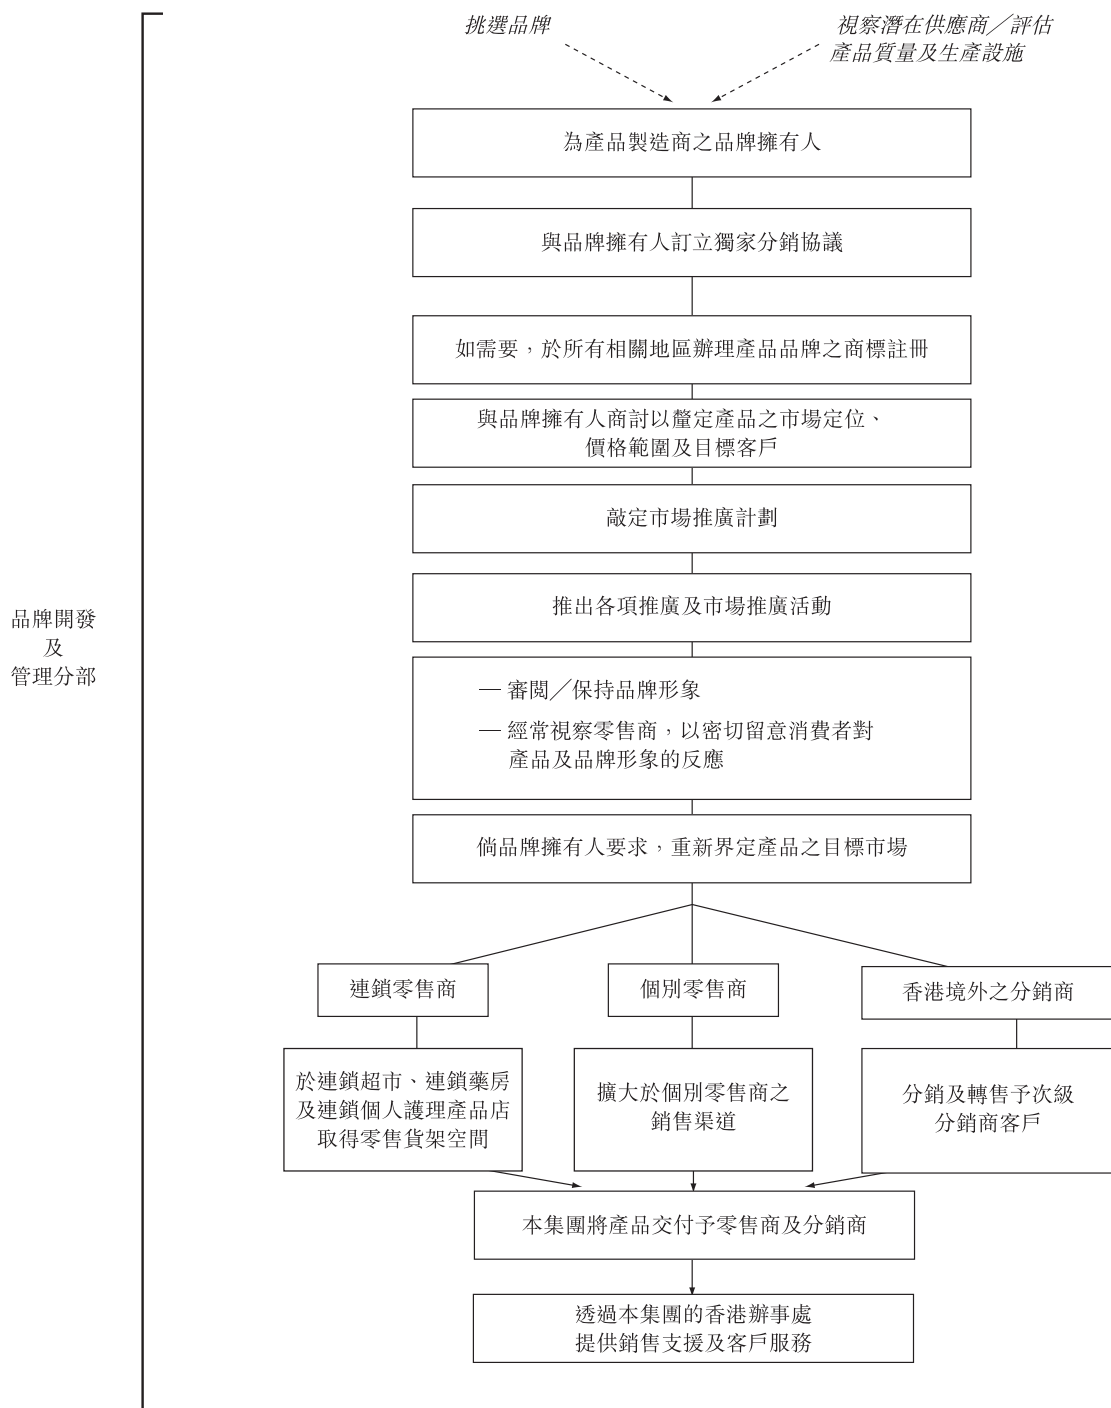 挑選品牌
視察潛在供應商／評估
產品質量及生產設施
為產品製造商之品牌擁有人
與品牌擁有人訂立獨家分銷協議
如需要，於所有相關地區辦理產品品牌之商標註冊
與品牌擁有人商討以釐定產品之市場定位、
價格範圍及目標客戶
敲定市場推廣計劃
推出各項推廣及市場推廣活動
品牌開發
及
管理分部
— 審閱／保持品牌形象
— 經常視察零售商，以密切留意消費者對
產品及品牌形象的反應
倘品牌擁有人要求，重新界定產品之目標市場
連鎖零售商
個別零售商
香港境外之分銷商
於連鎖超市、連鎖藥房
及連鎖個人護理產品店
取得零售貨架空間
擴大於個別零售商之
銷售渠道
分銷及轉售予次級
分銷商客戶
本集團將產品交付予零售商及分銷商
透過本集團的香港辦事處
提供銷售支援及客戶服務